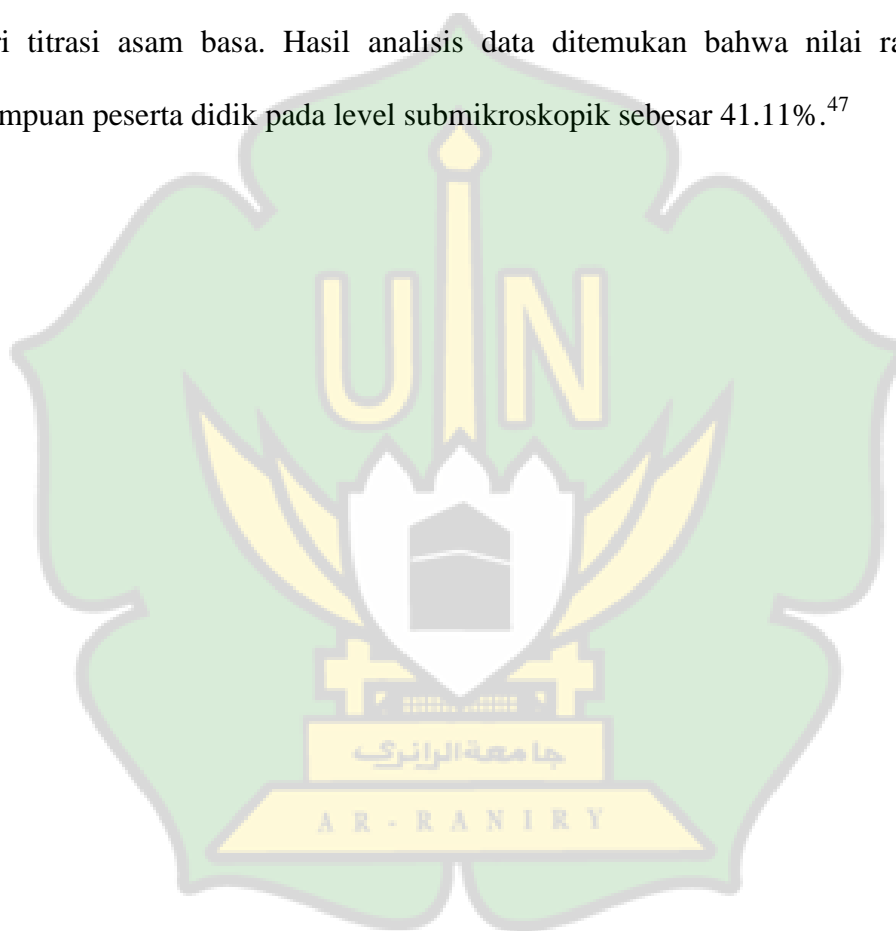 ri titrasi asam basa. Hasil analisis data ditemukan bahwa nilai ra
mpuan peserta didik pada level submikroskopik sebesar 41.11%.47
UIN
جامعة الرانري
AR-RANIRY